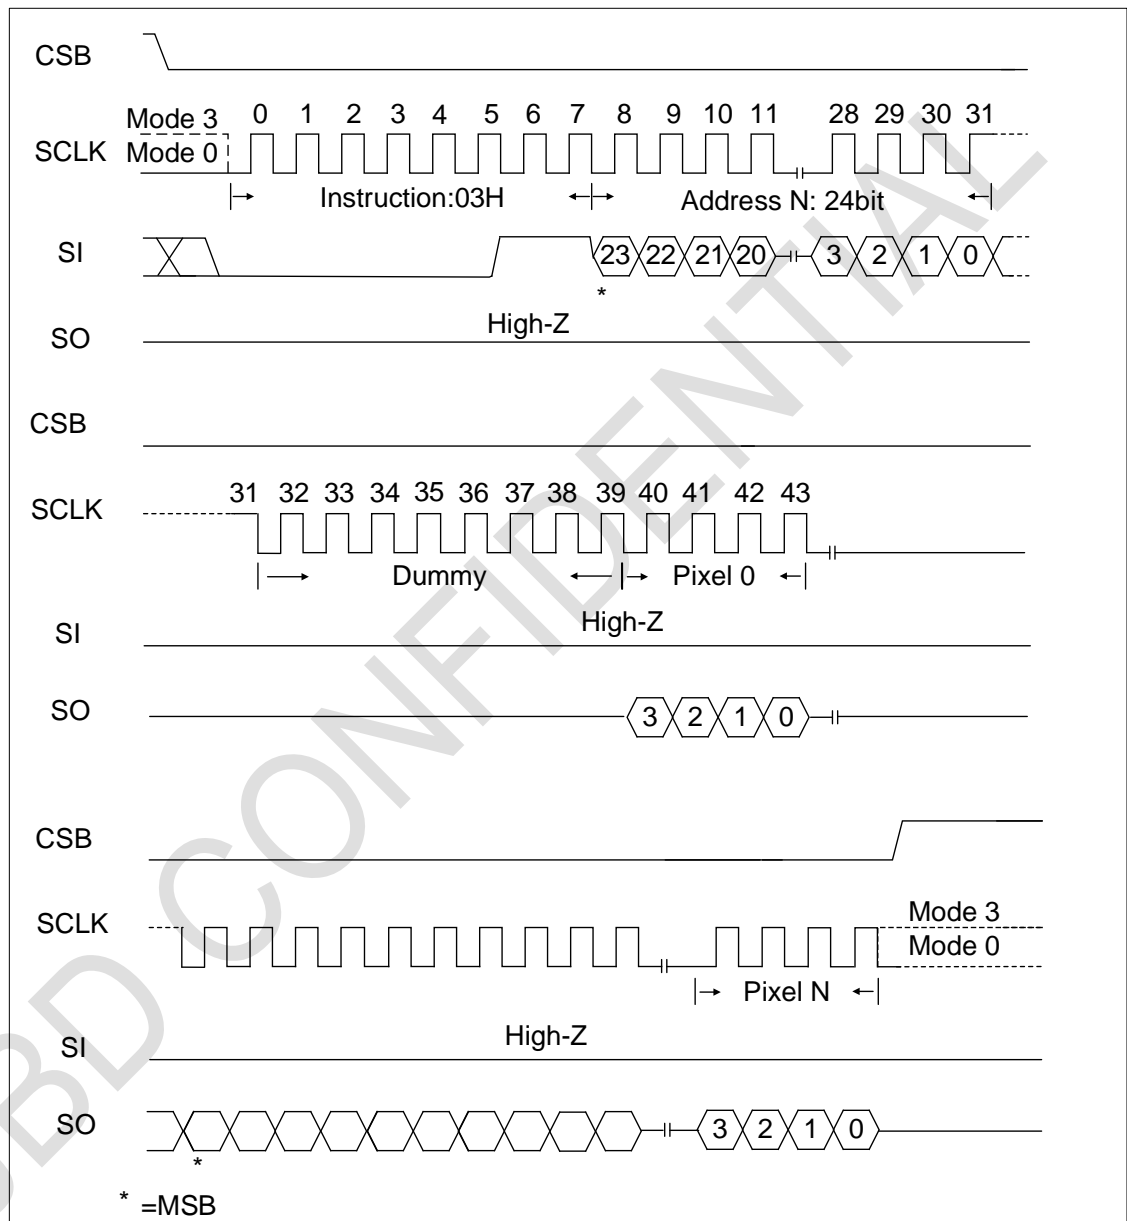 CSB
0 1 2 3 4 5 6 7 8 9 10 11 28 29 30 31
Mode 3
SCLK
Mode 0
Instruction:03H Address N: 24bit
SI
23 22 21 20 3 2 1 0
*
High-Z
SO
CSB
31 32 33 34 35 36 37 38 39 40 41 42 43
SCLK
Dummy Pixel 0
High-Z
SI
SO
3 2 1 0
CSB
SCLK
Mode 3
Mode 0
Pixel N
High-Z
SI
SO
3 2 1 0
*
* =MSB
BD CONFIDENTIAL